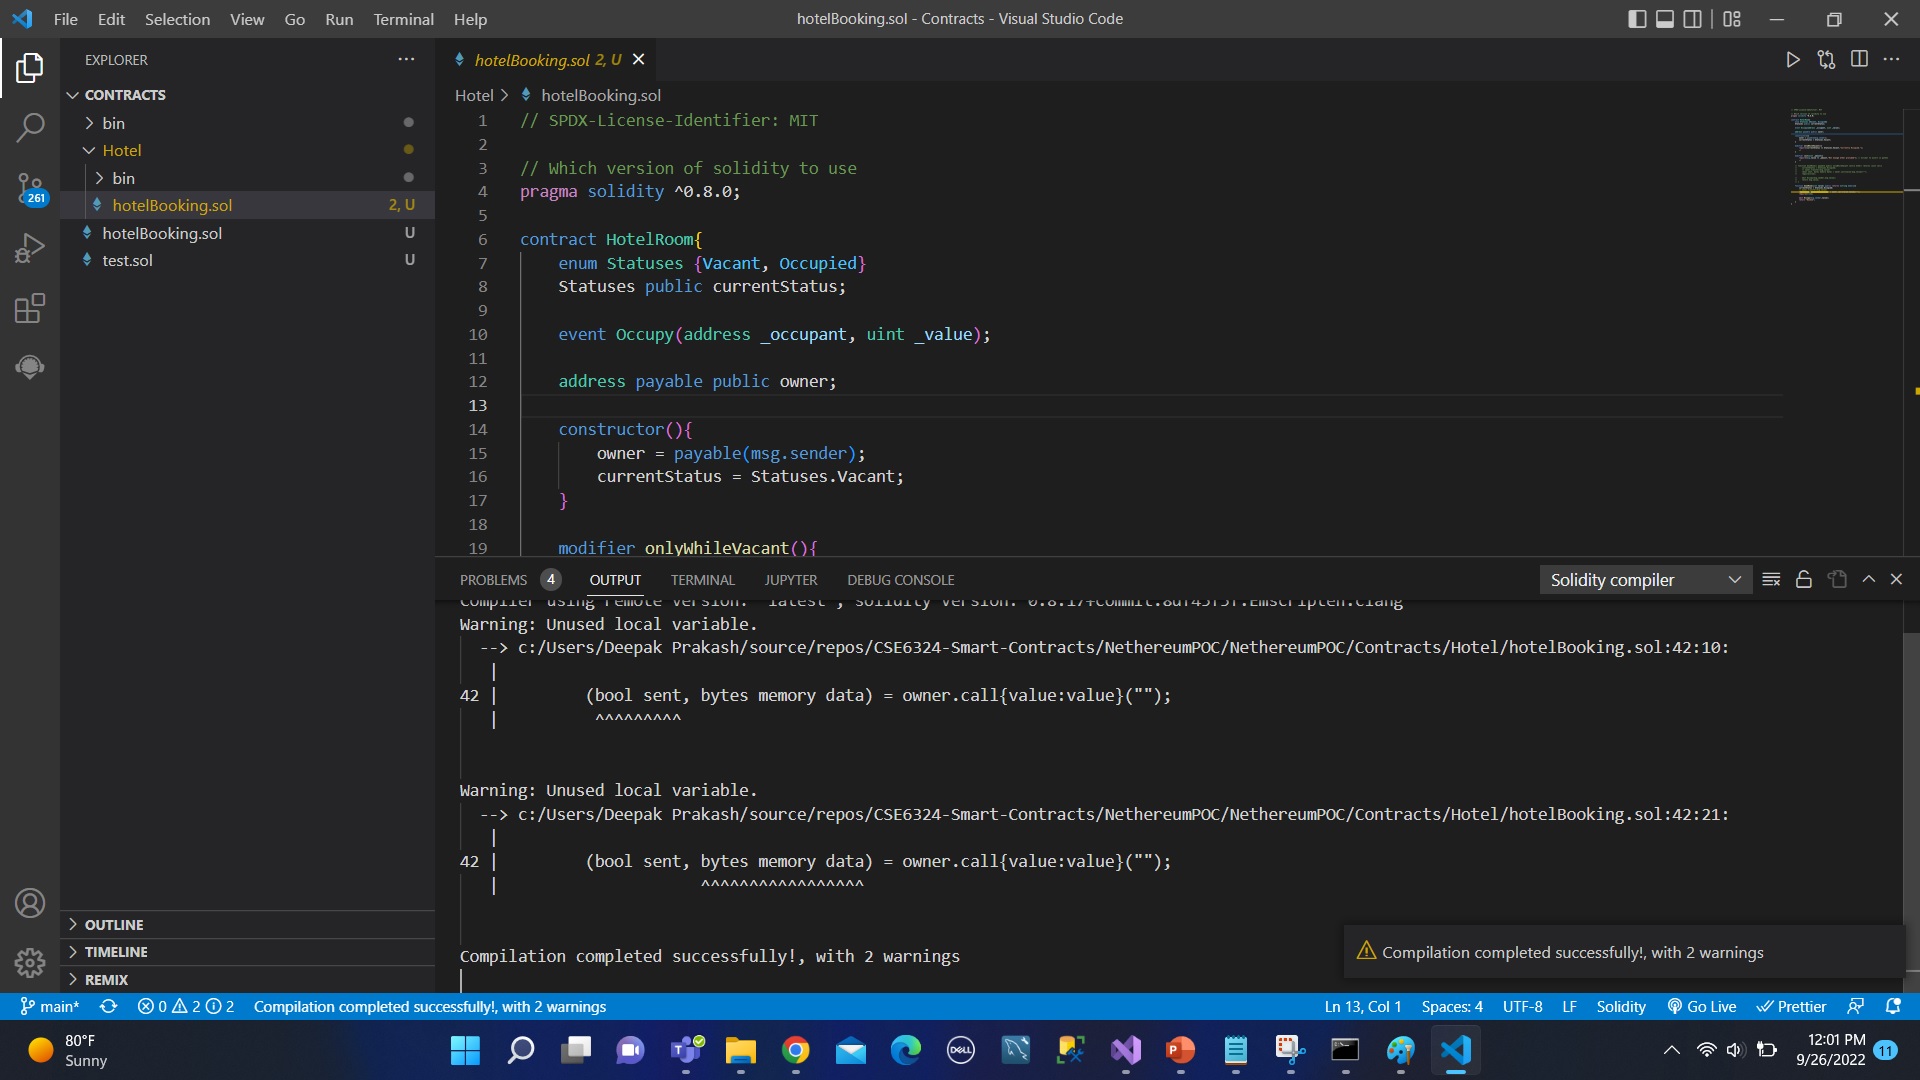 File Edit Selection View Go Run Terminal Help
hotelBooking.sol - Contracts - Visual Studio Code
EXPLORER
CONTRACTS
bin
Hotel
bin
hotelBooking.sol 2, U
hotelBooking.sol U
test.sol U
261
OUTLINE
TIMELINE
REMIX
hotelBooking.sol 2, U
Hotel > hotelBooking.sol
1 // SPDX-License-Identifier: MIT
2
3 // Which version of solidity to use
4 pragma solidity ^0.8.0;
5
6 contract HotelRoom{
7 enum Statuses {Vacant, Occupied}
8 Statuses public currentStatus;
9
10 event Occupy(address _occupant, uint _value);
11
12 address payable public owner;
13
14 constructor(){
15 owner = payable(msg.sender);
16 currentStatus = Statuses.Vacant;
17 }
18
19 modifier onlyWhileVacant(){
PROBLEMS 4 OUTPUT TERMINAL JUPYTER DEBUG CONSOLE
Solidity compiler
Warning: Unused local variable.
--> c:/Users/Deepak Prakash/source/repos/CSE6324-Smart-Contracts/NethereumPOC/NethereumPOC/Contracts/Hotel/hotelBooking.sol:42:10:
|
42 | (bool sent, bytes memory data) = owner.call{value:value}("");
| ^^^^^^^^^
Warning: Unused local variable.
--> c:/Users/Deepak Prakash/source/repos/CSE6324-Smart-Contracts/NethereumPOC/NethereumPOC/Contracts/Hotel/hotelBooking.sol:42:21:
|
42 | (bool sent, bytes memory data) = owner.call{value:value}("");
| ^^^^^^^^^^^^^^^^^
Compilation completed successfully!, with 2 warnings
Compilation completed successfully!, with 2 warnings
main* 0 2 2 Compilation completed successfully!, with 2 warnings
Ln 13, Col 1 Spaces: 4 UTF-8 LF Solidity Go Live Prettier
80°F
Sunny
DELL
12:01 PM
9/26/2022
11